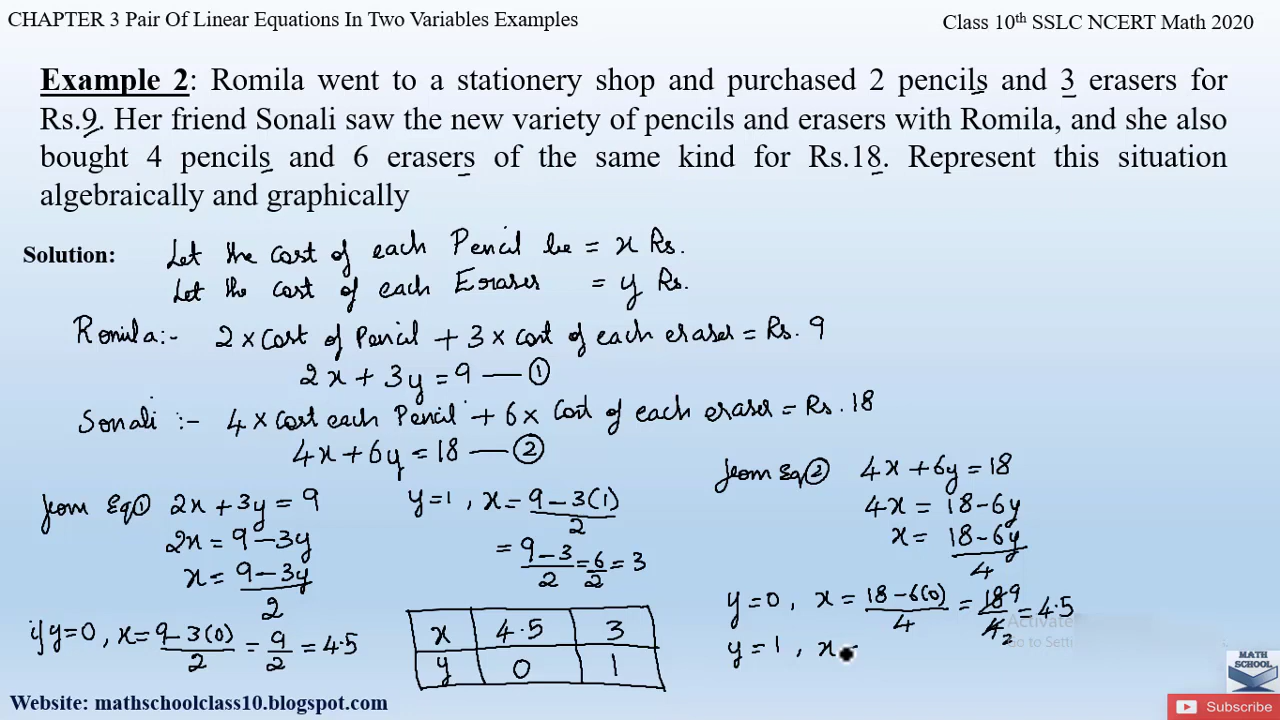 CHAPTER 3 Pair Of Linear Equations In Two Variables Examples
Class 10th SSLC NCERT Math 2020
Example 2: Romila went to a stationery shop and purchased 2 pencils and 3 erasers for
Rs.9. Her friend Sonali saw the new variety of pencils and erasers with Romila, and she also
bought 4 pencils and 6 erasers of the same kind for Rs.18. Represent this situation
algebraically and graphically
Solution:
Let the cost of each Pencil be = x Rs.
Let the cost of each Eraser = y Rs.
Romila:- 2 × cost of Pencil + 3 × cost of each eraser = Rs. 9
2x + 3y = 9 — ①
Sonali :- 4 × cost each Pencil + 6 × cost of each eraser = Rs. 18
4x + 6y = 18 — ②
from Eq① 2x + 3y = 9
2x = 9 - 3y
x = (9 - 3y)/2
if y=0, x = (9 - 3(0))/2 = 9/2 = 4.5
y=1, x = (9 - 3(1))/2
= (9 - 3)/2 = 6/2 = 3
x 4.5 3
y 0 1
from Eq② 4x + 6y = 18
4x = 18 - 6y
x = (18 - 6y)/4
y=0, x = (18 - 6(0))/4 = 18 9/4 2 = 4.5
y=1, x =
Activate
Go to Setti
MATH
SCHOOL
Website: mathschoolclass10.blogspot.com
Subscribe